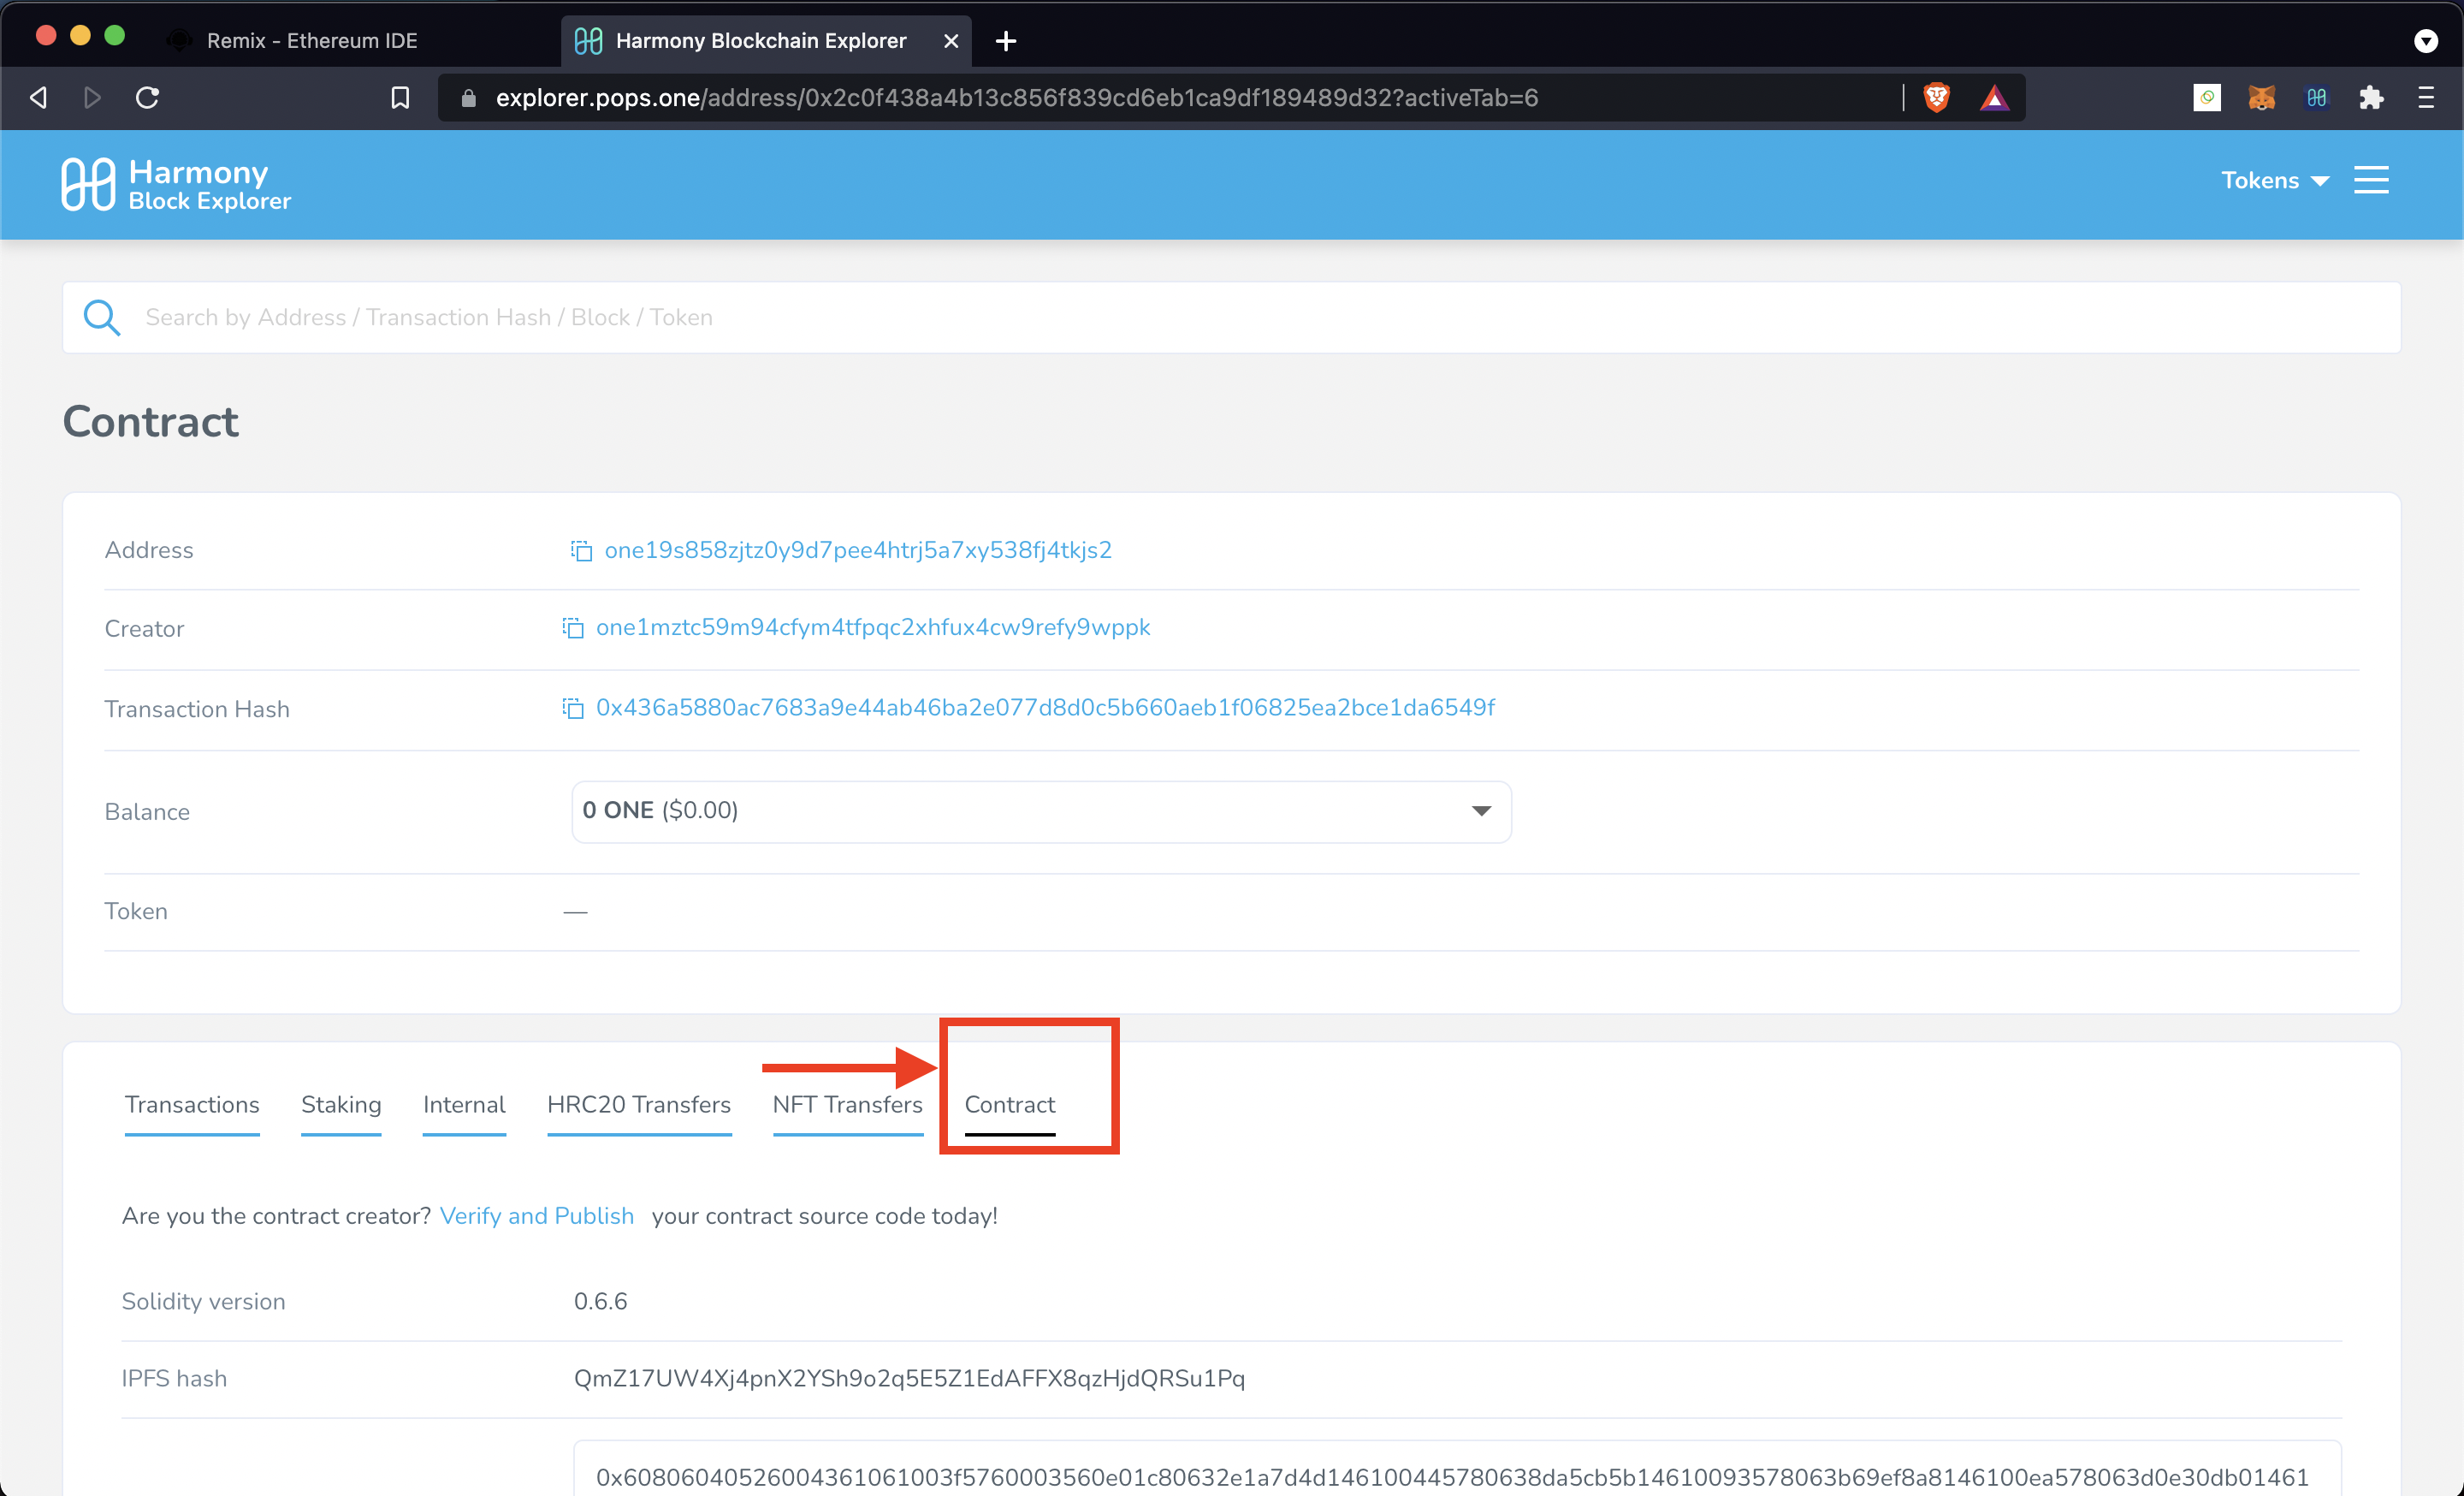 Remix - Ethereum IDE
Harmony Blockchain Explorer
explorer.pops.one/address/0x2c0f438a4b13c856f839cd6eb1ca9df189489d32?activeTab=6
Harmony
Block Explorer
Tokens
Search by Address / Transaction Hash / Block / Token
Contract
Address one19s858zjtz0y9d7pee4htrj5a7xy538fj4tkjs2
Creator one1mztc59m94cfym4tfpqc2xhfux4cw9refy9wppk
Transaction Hash 0x436a5880ac7683a9e44ab46ba2e077d8d0c5b660aeb1f06825ea2bce1da6549f
Balance 0 ONE ($0.00)
Token —
Transactions Staking Internal HRC20 Transfers NFT Transfers Contract
Are you the contract creator? Verify and Publish your contract source code today!
Solidity version 0.6.6
IPFS hash QmZ17UW4Xj4pnX2YSh9o2q5E5Z1EdAFFX8qzHjdQRSu1Pq
0x60806040526004361061003f5760003560e01c80632e1a7d4d146100445780638da5cb5b14610093578063b69ef8a8146100ea578063d0e30db01461